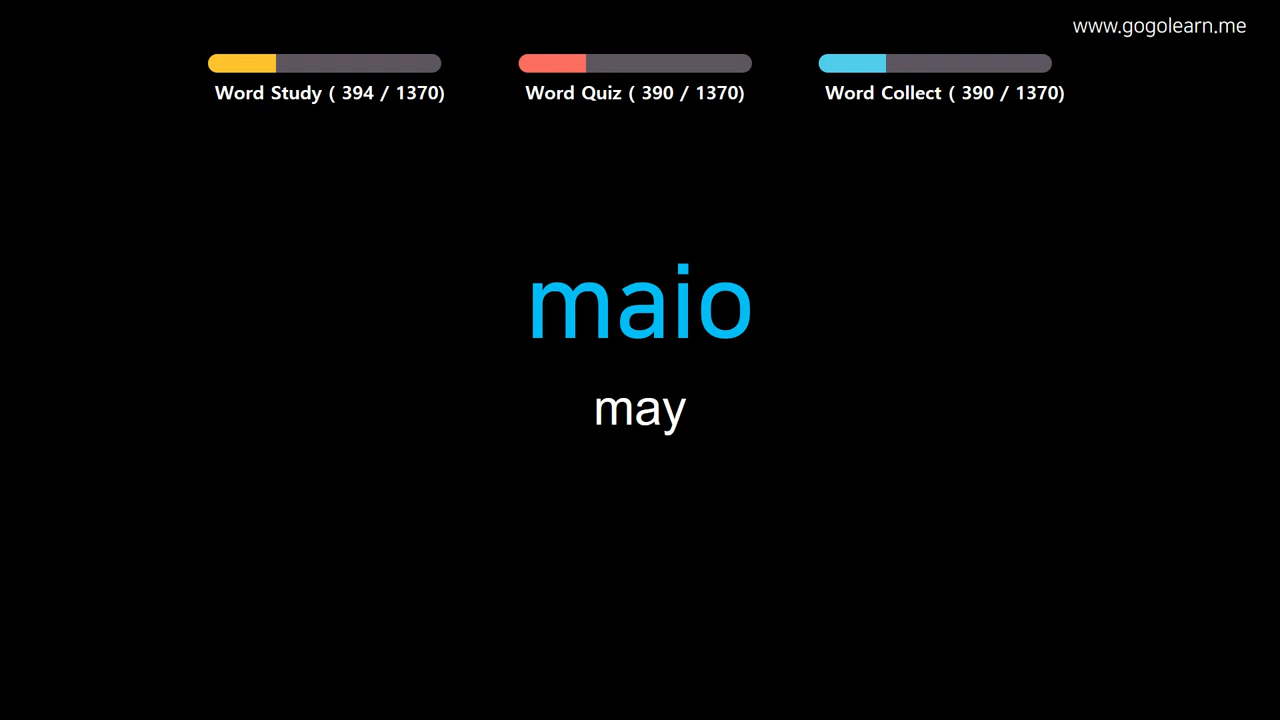 www.gogolearn.me
Word Study ( 394 / 1370)
Word Quiz ( 390 / 1370)
Word Collect ( 390 / 1370)
maio
may